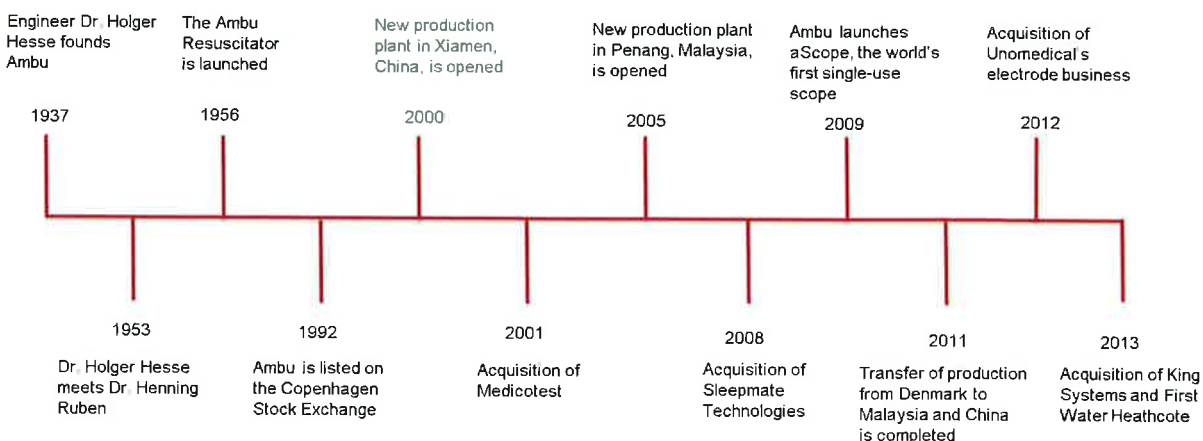 Engineer Dr. Holger
Hesse founds
Ambu
1937
The Ambu
Resuscitator
is launched
1956
New production
plant in Xiamen,
China, is opened
2000
New production plant
in Penang, Malaysia,
is opened
2005
Ambu launches
aScope, the world's
first single-use
scope
2009
Acquisition of
Unomedical's
electrode business
2012
1953
Dr. Holger Hesse
meets Dr. Henning
Ruben
1992
Ambu is listed on
the Copenhagen
Stock Exchange
2001
Acquisition of
Medicotest
2008
Acquisition of
Sleepmate
Technologies
2011
Transfer of production
from Denmark to
Malaysia and China
is completed
2013
Acquisition of King
Systems and First
Water Heathcote